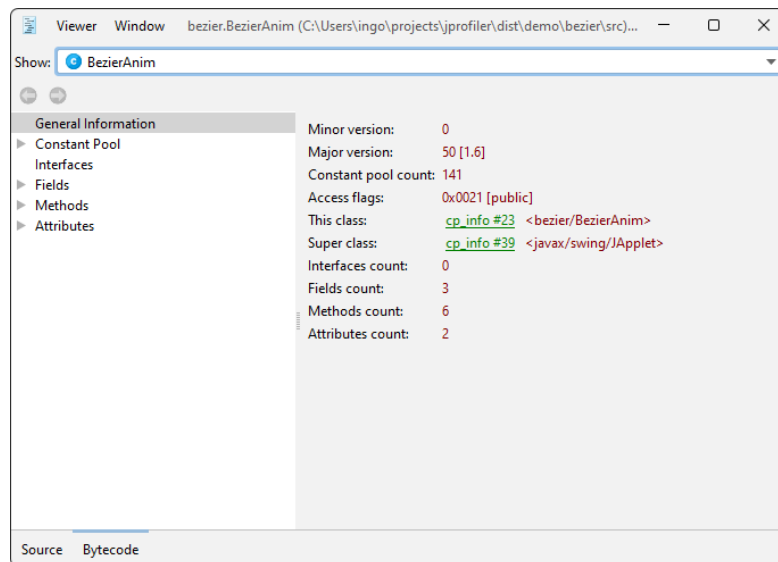 Viewer Window bezier.BezierAnim (C:\Users\ingo\projects\jprofiler\dist\demo\bezier\src)...
Show: C BezierAnim
General Information
Constant Pool
Interfaces
Fields
Methods
Attributes
Minor version: 0
Major version: 50 [1.6]
Constant pool count: 141
Access flags: 0x0021 [public]
This class: cp_info #23 <bezier/BezierAnim>
Super class: cp_info #39 <javax/swing/JApplet>
Interfaces count: 0
Fields count: 3
Methods count: 6
Attributes count: 2
Source Bytecode